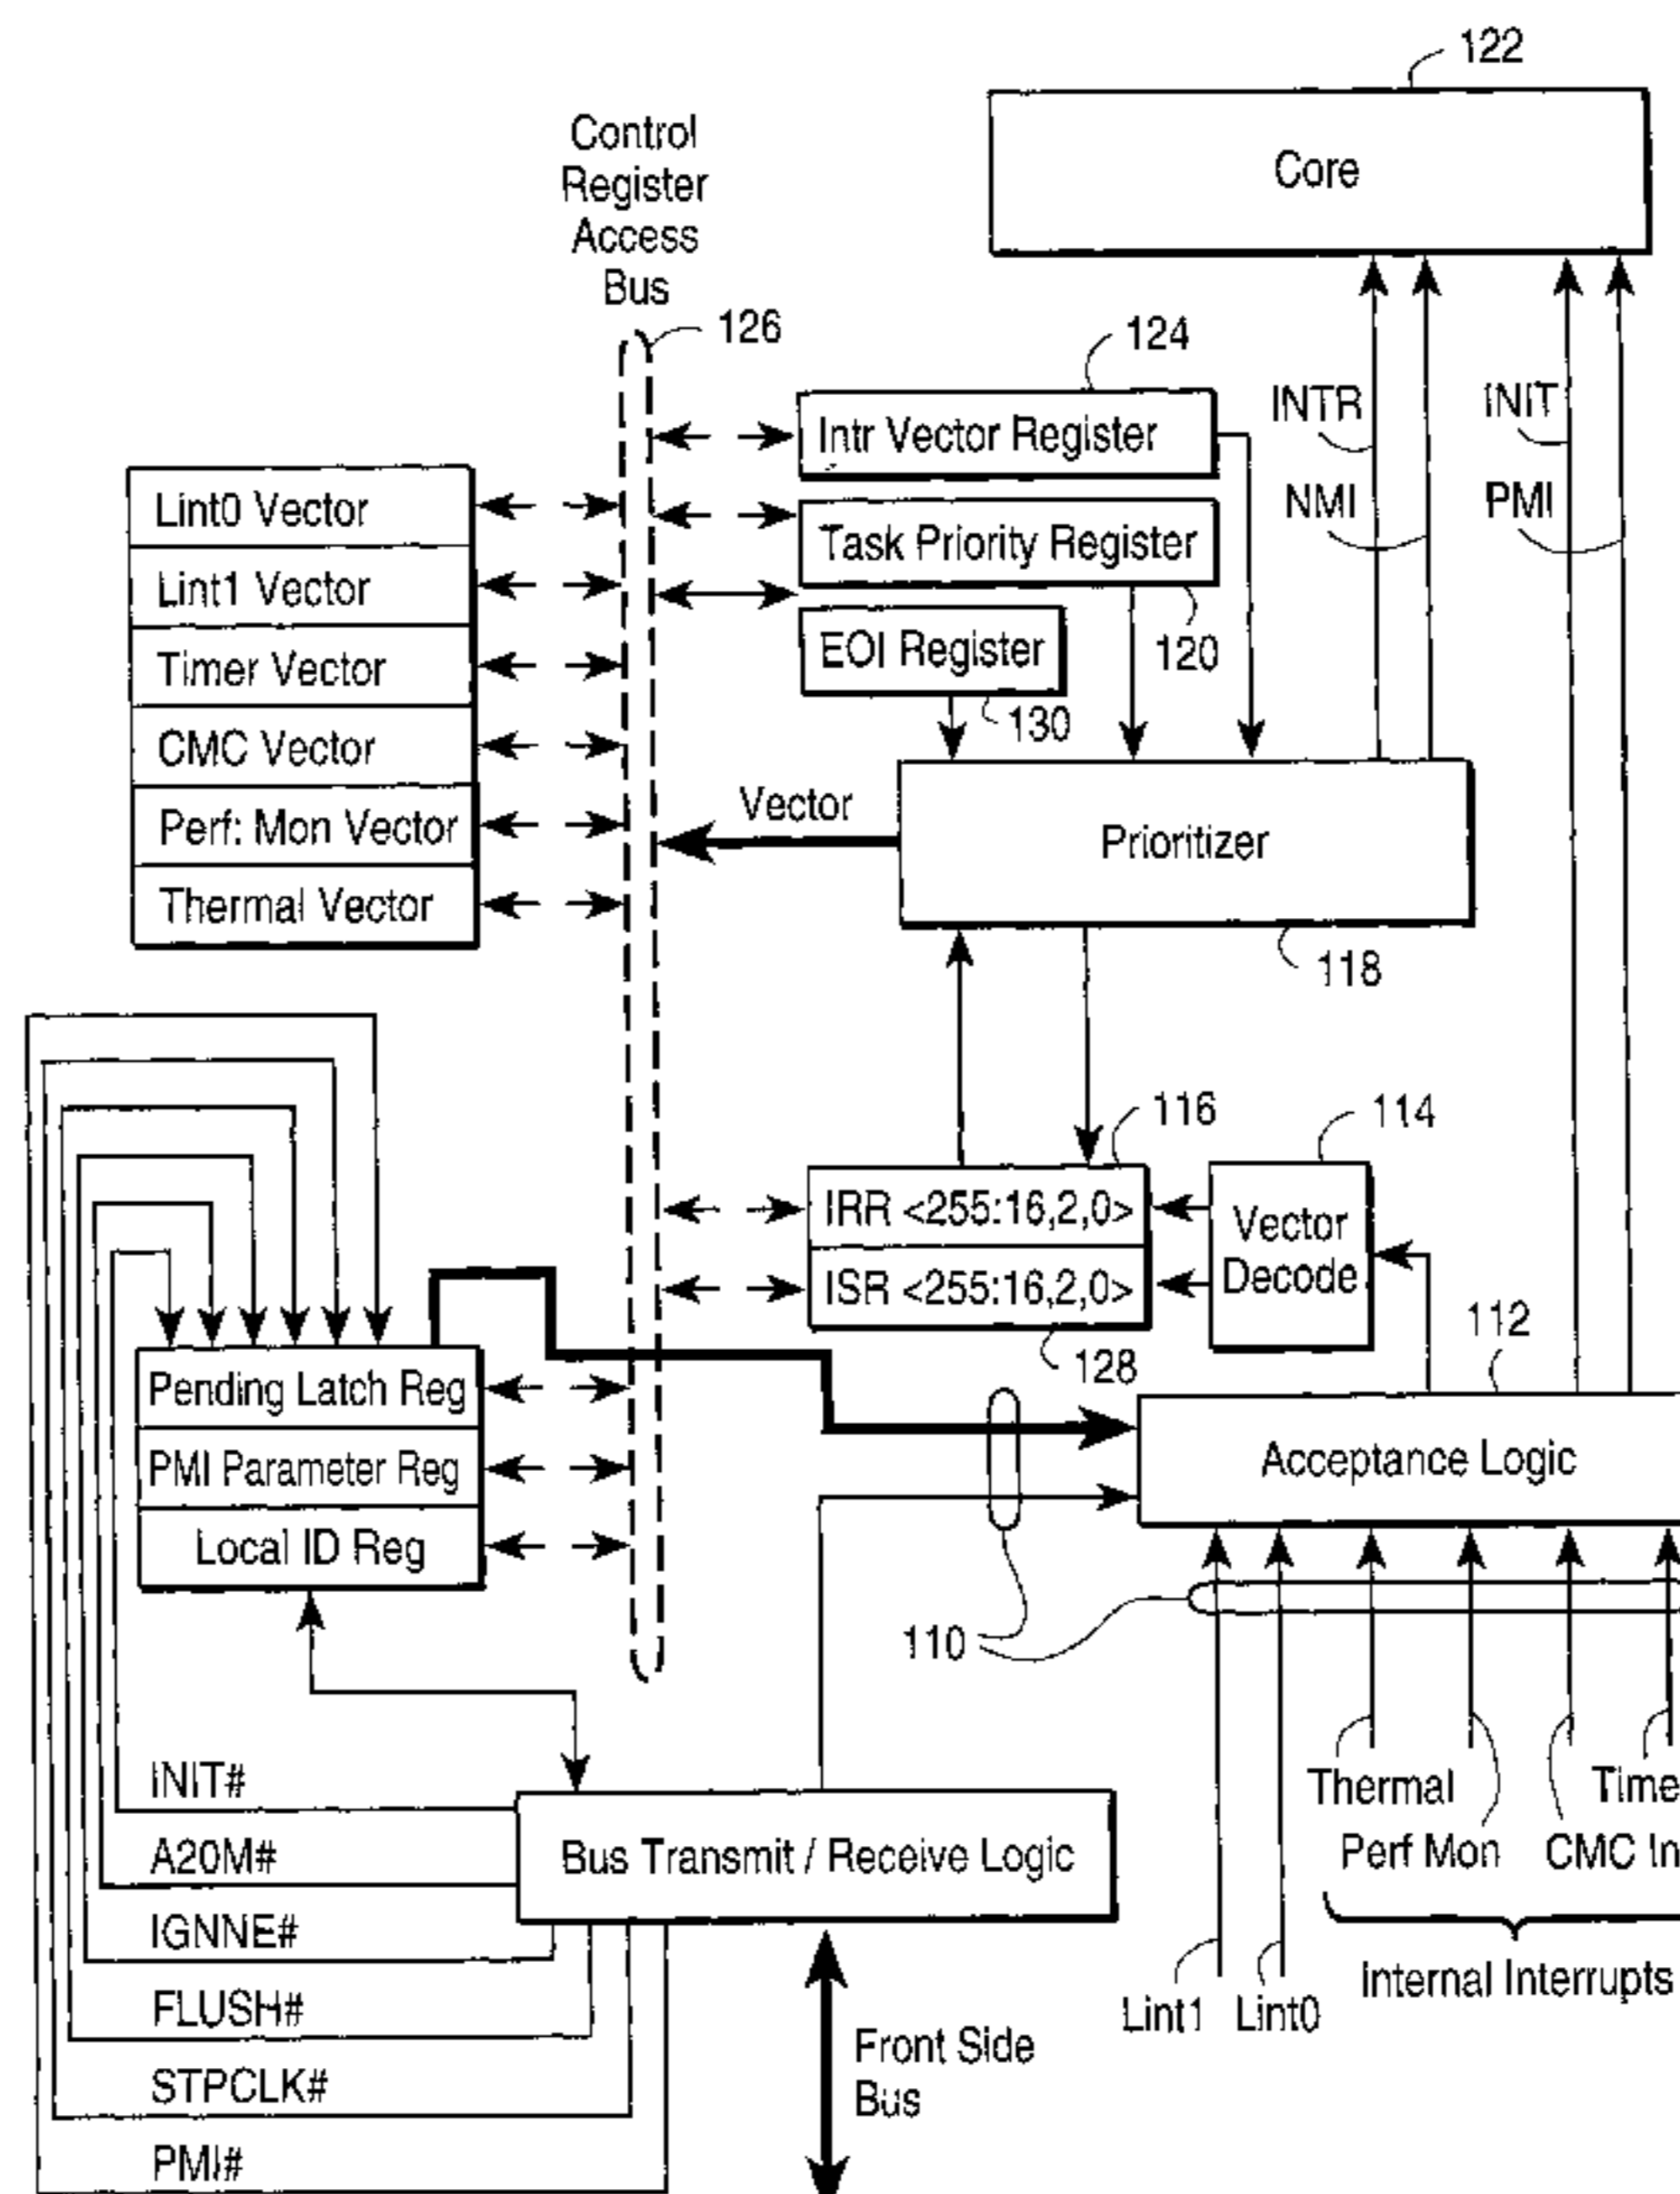 122
Core
Control
Register
Access
Bus
126
124
Intr Vector Register
INTR
INIT
Task Priority Register
NMI
PMI
EOI Register
120
130
Lint0 Vector
Lint1 Vector
Timer Vector
CMC Vector
Perf: Mon Vector
Thermal Vector
Vector
Prioritizer
118
116
114
IRR <255:16,2,0>
ISR <255:16,2,0>
Vector
Decode
128
112
Pending Latch Reg
PMI Parameter Reg
Local ID Reg
Acceptance Logic
110
INIT#
A20M#
IGNNE#
FLUSH#
STPCLK#
PMI#
Bus Transmit / Receive Logic
Thermal
Time
Perf Mon
CMC In
Internal Interrupts
Lint1
Lint0
Front Side
Bus